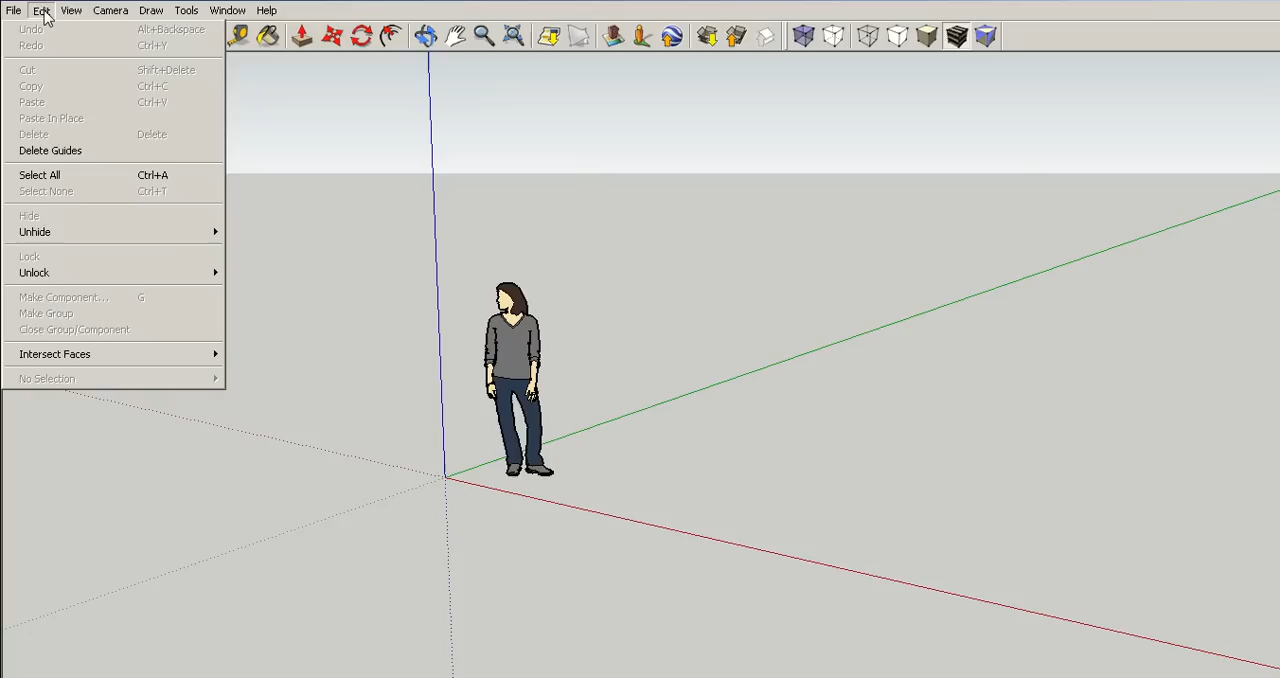 File Edit View Camera Draw Tools Window Help
Undo Alt+Backspace
Redo Ctrl+Y
Cut Shift+Delete
Copy Ctrl+C
Paste Ctrl+V
Paste In Place
Delete Delete
Delete Guides
Select All Ctrl+A
Select None Ctrl+T
Hide
Unhide
Lock
Unlock
Make Component... G
Make Group
Close Group/Component
Intersect Faces
No Selection